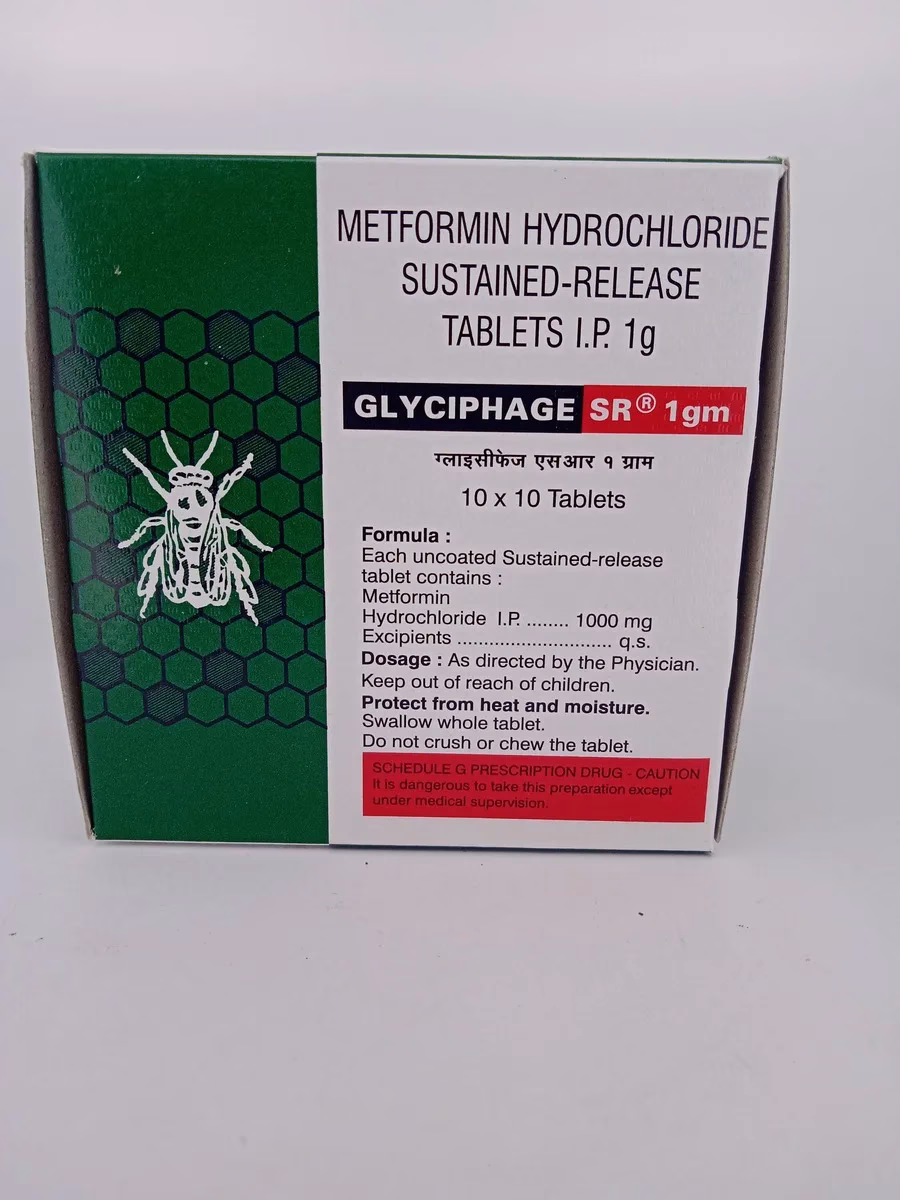 METFORMIN HYDROCHLORIDE
SUSTAINED-RELEASE
TABLETS I.P. 1g
GLYCIPHAGE SR® 1gm
ग्लाइसीफेज एसआर १ ग्राम
10 x 10 Tablets
Formula :
Each uncoated Sustained-release
tablet contains :
Metformin
Hydrochloride I.P. ........ 1000 mg
Excipients ............................. q.s.
Dosage : As directed by the Physician.
Keep out of reach of children.
Protect from heat and moisture.
Swallow whole tablet.
Do not crush or chew the tablet.
SCHEDULE G PRESCRIPTION DRUG - CAUTION
It is dangerous to take this preparation except
under medical supervision.